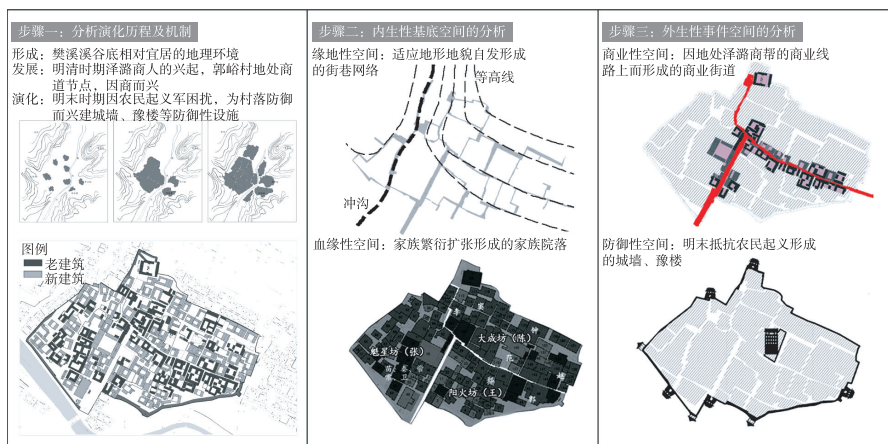 步骤一：分析演化历程及机制
形成：樊溪溪谷底相对宜居的地理环境
发展：明清时期泽潞商人的兴起，郭峪村地处商
道节点，因商而兴
演化：明末时期因农民起义军困扰，为村落防御
而兴建城墙、豫楼等防御性设施
图例
老建筑
新建筑
步骤二：内生性基底空间的分析
缘地性空间：适应地形地貌自发形成
的街巷网络
等高线
冲沟
血缘性空间：家族繁衍扩张形成的家族院落
大成坊（陈）
钟
魁星坊（张）
范
阳火坊（王）
郭
步骤三：外生性事件空间的分析
商业性空间：因地处泽潞商帮的商业线
路上而形成的商业街道
防御性空间：明末抵抗农民起义形成
的城墙、豫楼